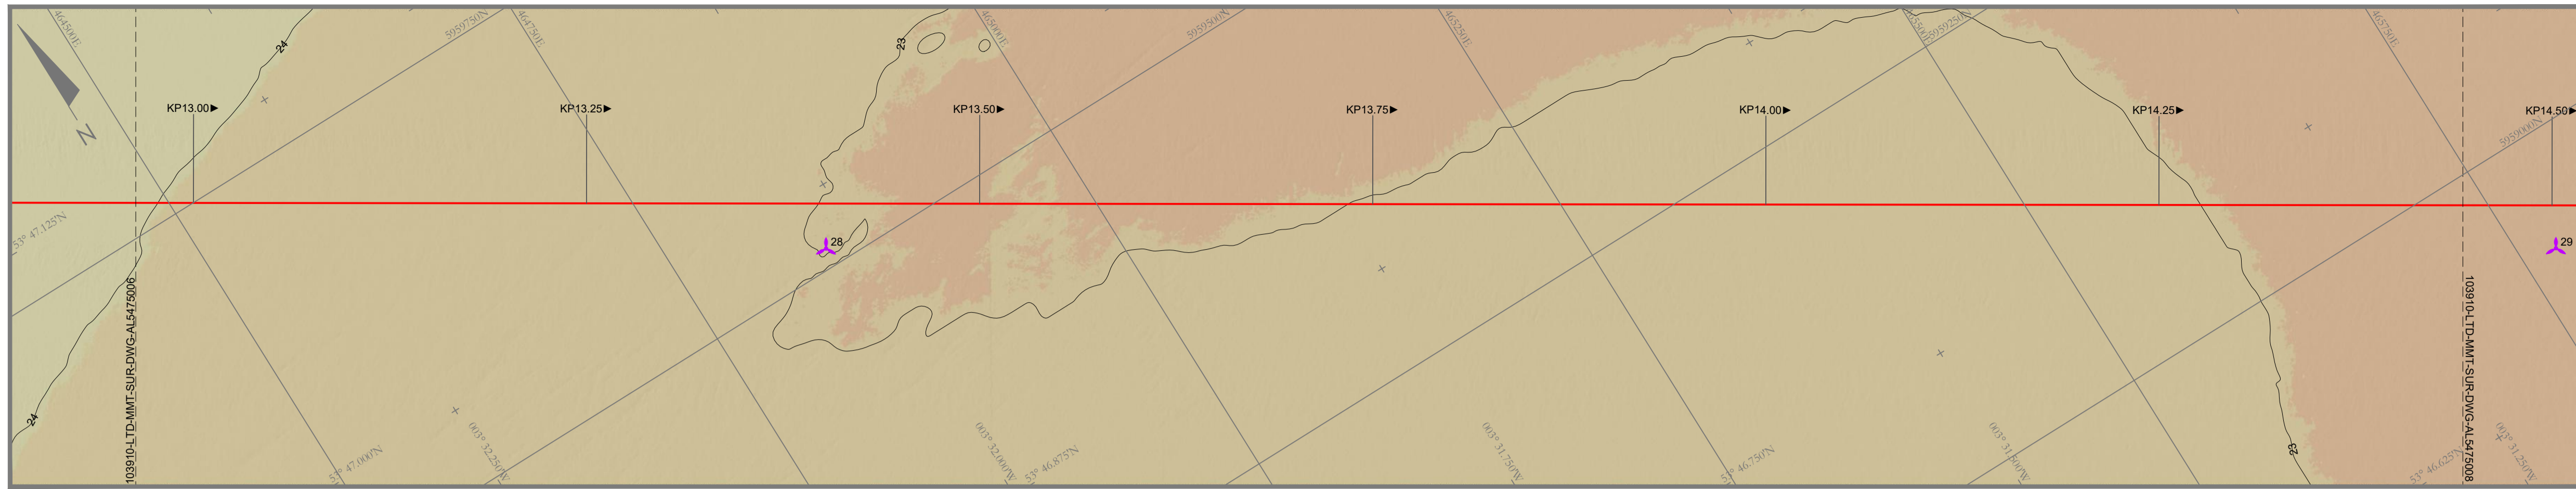 464500E
5959750N
464750E
465000E
5959500N
465250E
465500E
5959250N
465750E
24
23
KP13.00
KP13.25
KP13.50
KP13.75
KP14.00
KP14.25
KP14.50
N
5959000N
53° 47.125'N
28
29
103910-LTD-MMT-SUR-DWG-AL5475006
103910-LTD-MMT-SUR-DWG-AL5475008
24
53° 47.000'N
003° 32.250'W
003° 32.000'W
53° 46.875'N
003° 31.750'W
53° 46.750'N
003° 31.500'W
23
53° 46.625'N
003° 31.250'W